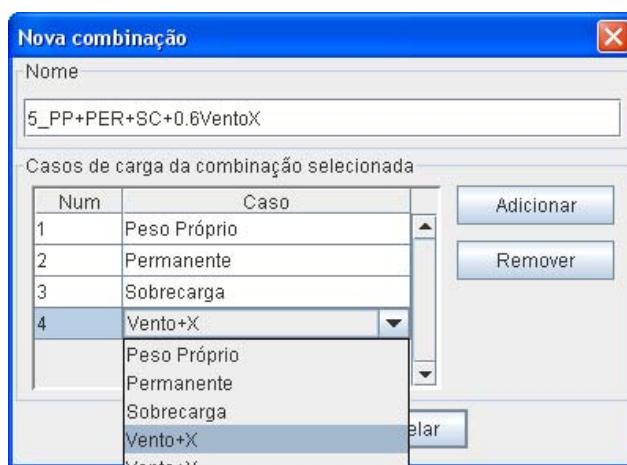 Nova combinação
Nome
5_PP+PER+SC+0.6VentoX
Casos de carga da combinação selecionada
Num Caso
1 Peso Próprio
2 Permanente
3 Sobrecarga
4 Vento+X
Adicionar
Remover
Peso Próprio
Permanente
Sobrecarga
Vento+X
elar